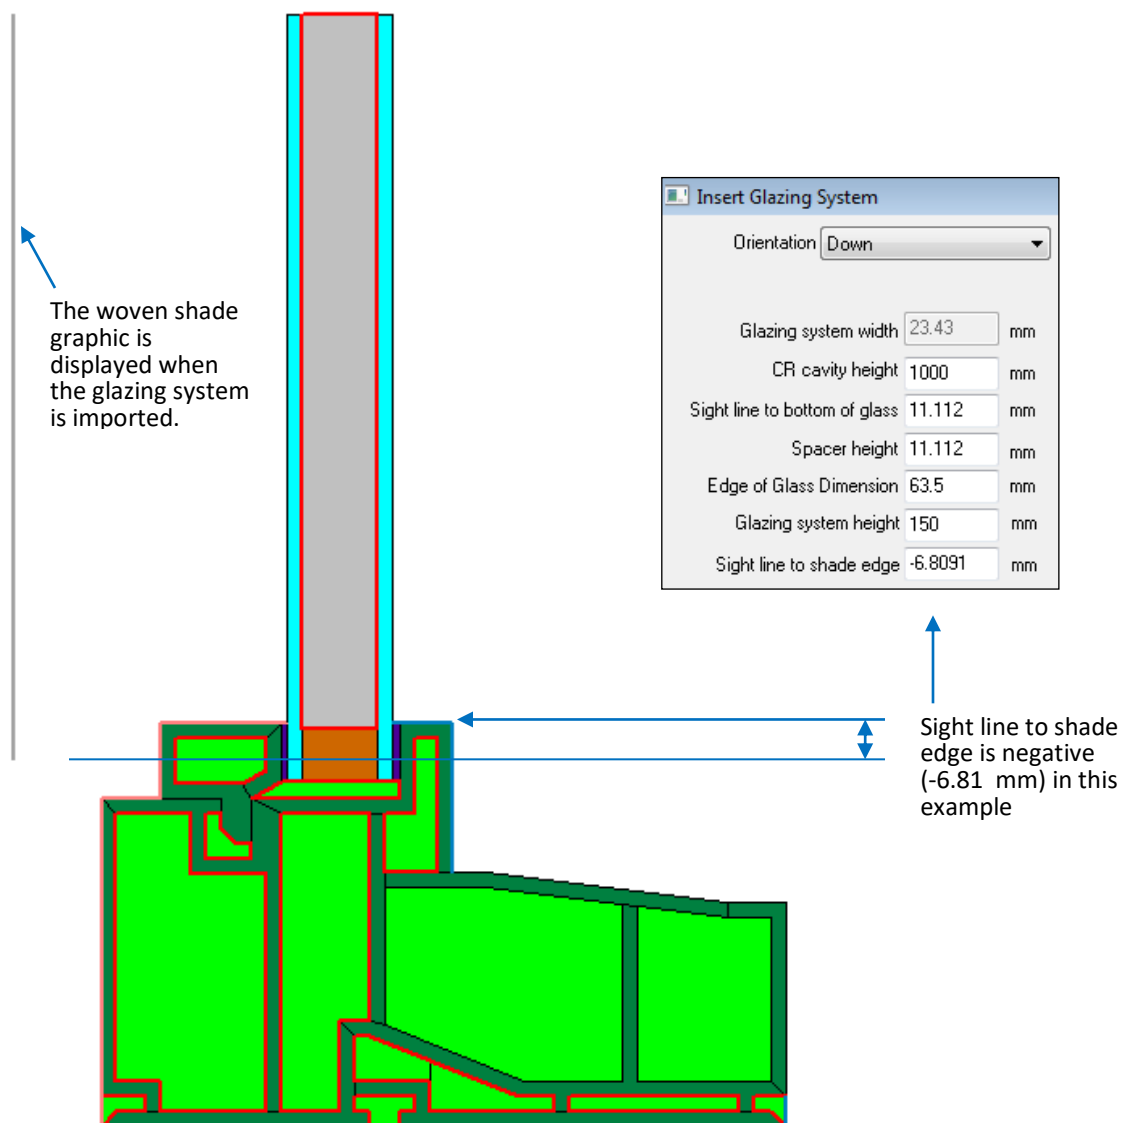 Insert Glazing System
Orientation Down
Glazing system width 23.43 mm
CR cavity height 1000 mm
Sight line to bottom of glass 11.112 mm
Spacer height 11.112 mm
Edge of Glass Dimension 63.5 mm
Glazing system height 150 mm
Sight line to shade edge -6.8091 mm
The woven shade
graphic is
displayed when
the glazing system
is imported.
Sight line to shade
edge is negative
(-6.81 mm) in this
example